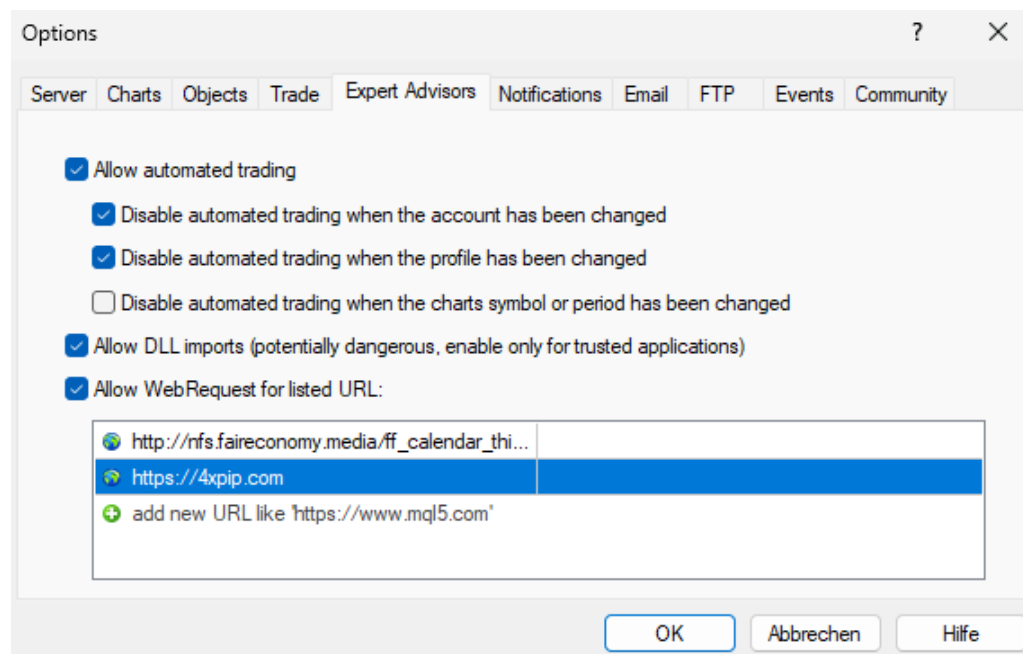 Options ? ×
Server Charts Objects Trade Expert Advisors Notifications Email FTP Events Community
Allow automated trading
Disable automated trading when the account has been changed
Disable automated trading when the profile has been changed
Disable automated trading when the charts symbol or period has been changed
Allow DLL imports (potentially dangerous, enable only for trusted applications)
Allow WebRequest for listed URL:
http://nfs.faireconomy.media/ff_calendar_thi...
https://4xpip.com
add new URL like 'https://www.mql5.com'
OK Abbrechen Hilfe